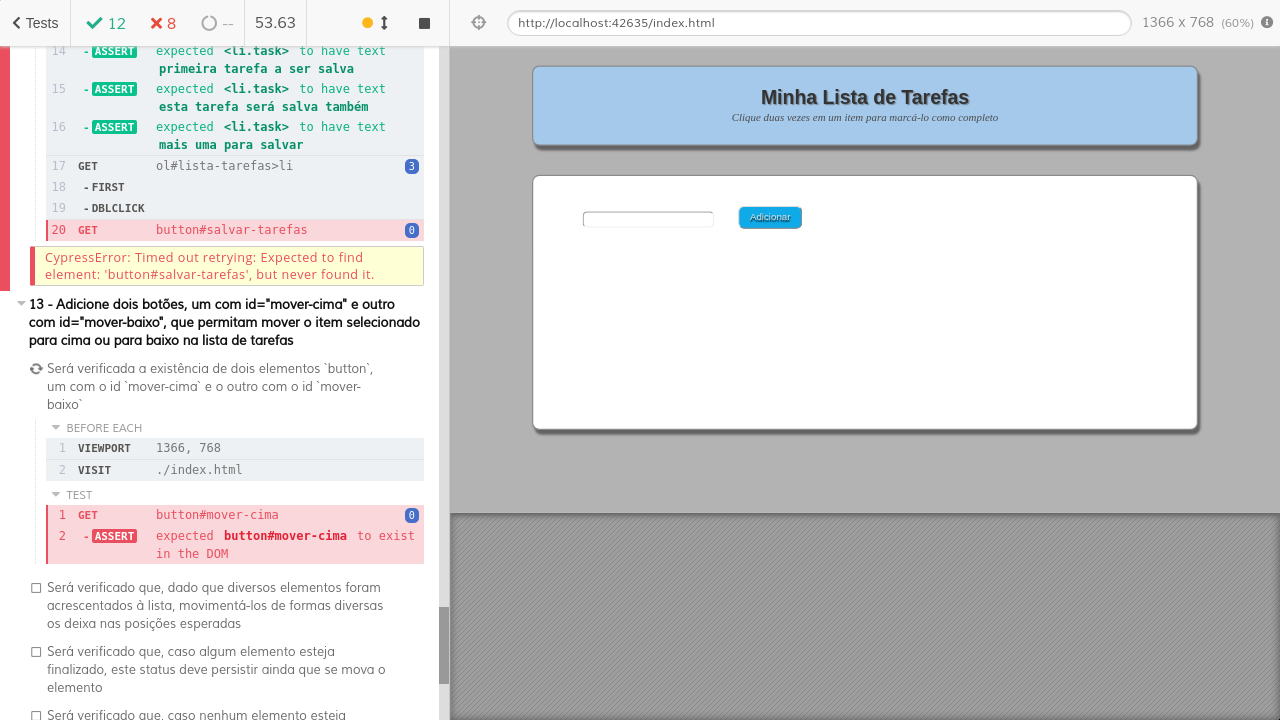 Tests
12
8
--
53.63
http://localhost:42635/index.html
1366 x 768 (60%)
14 - ASSERT expected <li.task> to have text
primeira tarefa a ser salva
15 - ASSERT expected <li.task> to have text
esta tarefa será salva também
16 - ASSERT expected <li.task> to have text
mais uma para salvar
17 GET ol#lista-tarefas>li 3
18 - FIRST
19 - DBLCLICK
20 GET button#salvar-tarefas 0
CypressError: Timed out retrying: Expected to find
element: 'button#salvar-tarefas', but never found it.
13 - Adicione dois botões, um com id="mover-cima" e outro
com id="mover-baixo", que permitam mover o item selecionado
para cima ou para baixo na lista de tarefas
Será verificada a existência de dois elementos `button`,
um com o id `mover-cima` e o outro com o id `mover-
baixo`
BEFORE EACH
1 VIEWPORT 1366, 768
2 VISIT ./index.html
TEST
1 GET button#mover-cima 0
2 - ASSERT expected button#mover-cima to exist
in the DOM
Será verificado que, dado que diversos elementos foram
acrescentados à lista, movimentá-los de formas diversas
os deixa nas posições esperadas
Será verificado que, caso algum elemento esteja
finalizado, este status deve persistir ainda que se mova o
elemento
Será verificado que, caso nenhum elemento esteja
Minha Lista de Tarefas
Clique duas vezes em um item para marcá-lo como completo
Adicionar